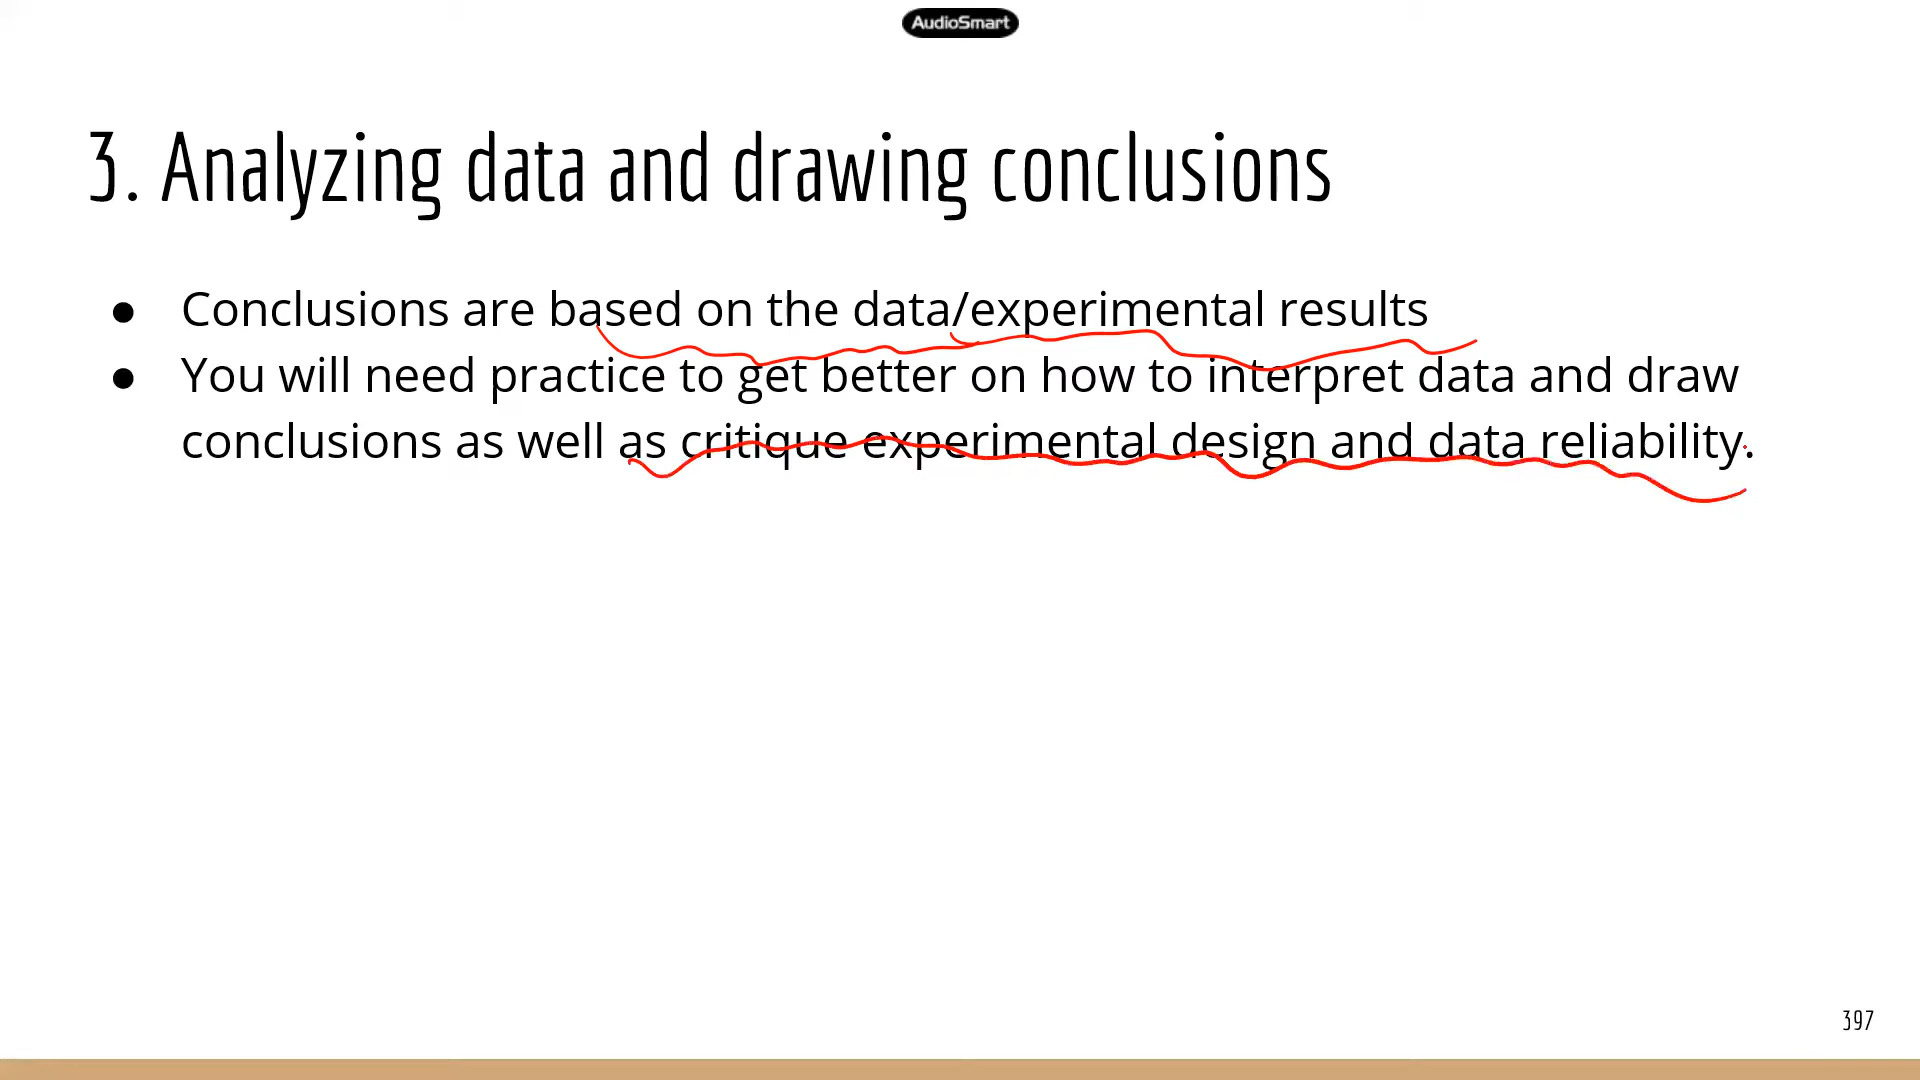 AudioSmart
3. Analyzing data and drawing conclusions
● Conclusions are based on the data/experimental results
● You will need practice to get better on how to interpret data and draw
conclusions as well as critique experimental design and data reliability.
397